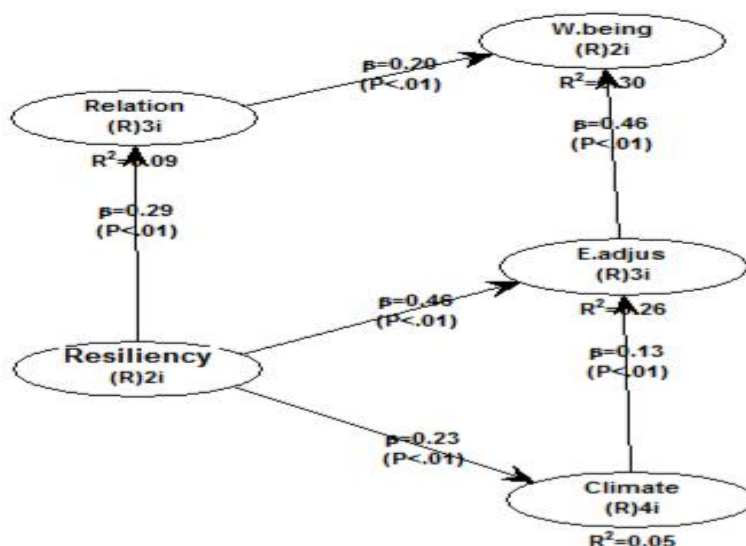 W.being
(R)2i
R²=0.30
β=0.20
(P<.01)
Relation
(R)3i
R²=0.09
β=0.46
(P<.01)
β=0.29
(P<.01)
E.adjus
(R)3i
R²=0.26
β=0.46
(P<.01)
Resiliency
(R)2i
β=0.13
(P<.01)
β=0.23
(P<.01)
Climate
(R)4i
R²=0.05